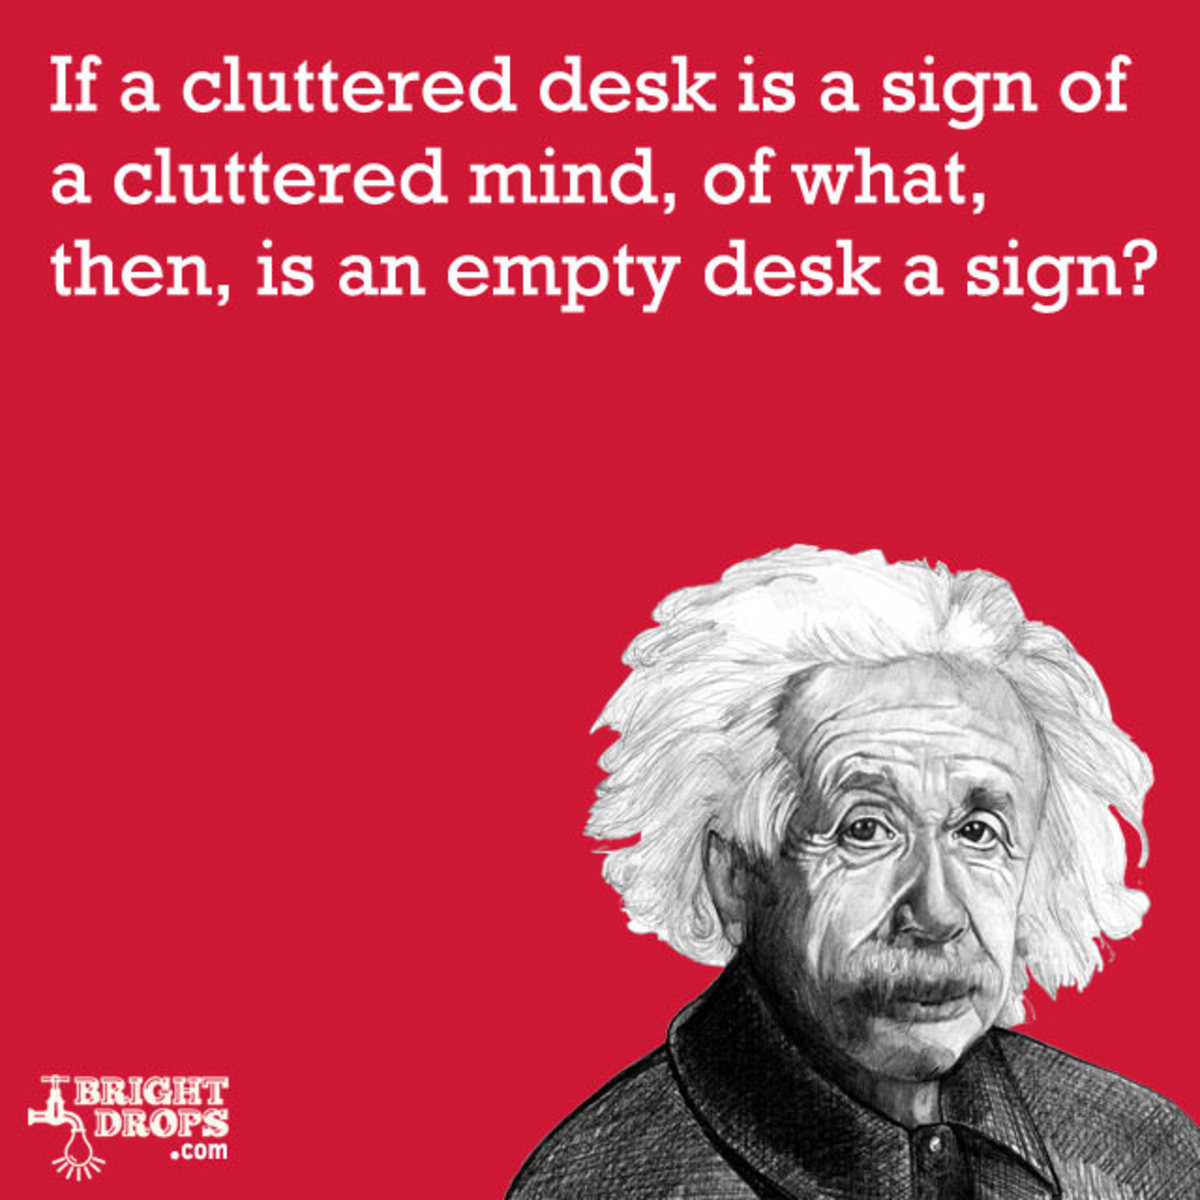 If a cluttered desk is a sign of
a cluttered mind, of what,
then, is an empty desk a sign?
BRIGHT
DROPS
.com